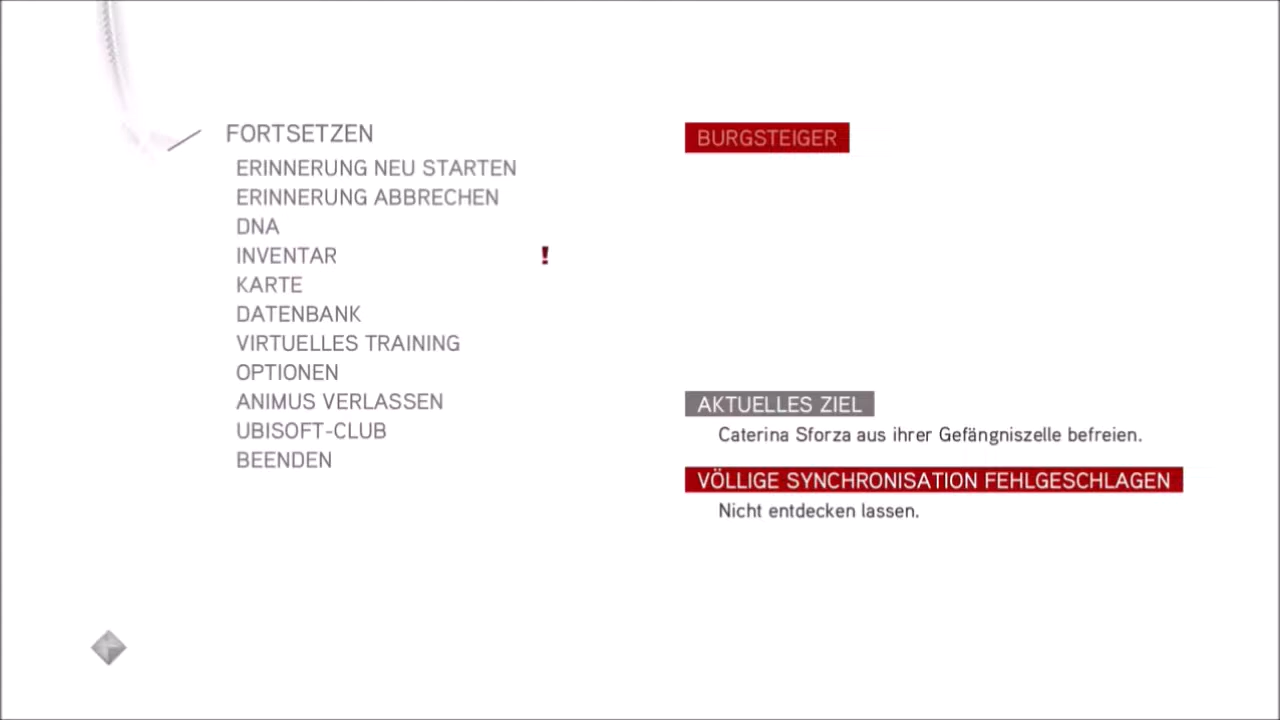 FORTSETZEN
ERINNERUNG NEU STARTEN
ERINNERUNG ABBRECHEN
DNA
INVENTAR !
KARTE
DATENBANK
VIRTUELLES TRAINING
OPTIONEN
ANIMUS VERLASSEN
UBISOFT-CLUB
BEENDEN
BURGSTEIGER
AKTUELLES ZIEL
Caterina Sforza aus ihrer Gefängniszelle befreien.
VÖLLIGE SYNCHRONISATION FEHLGESCHLAGEN
Nicht entdecken lassen.